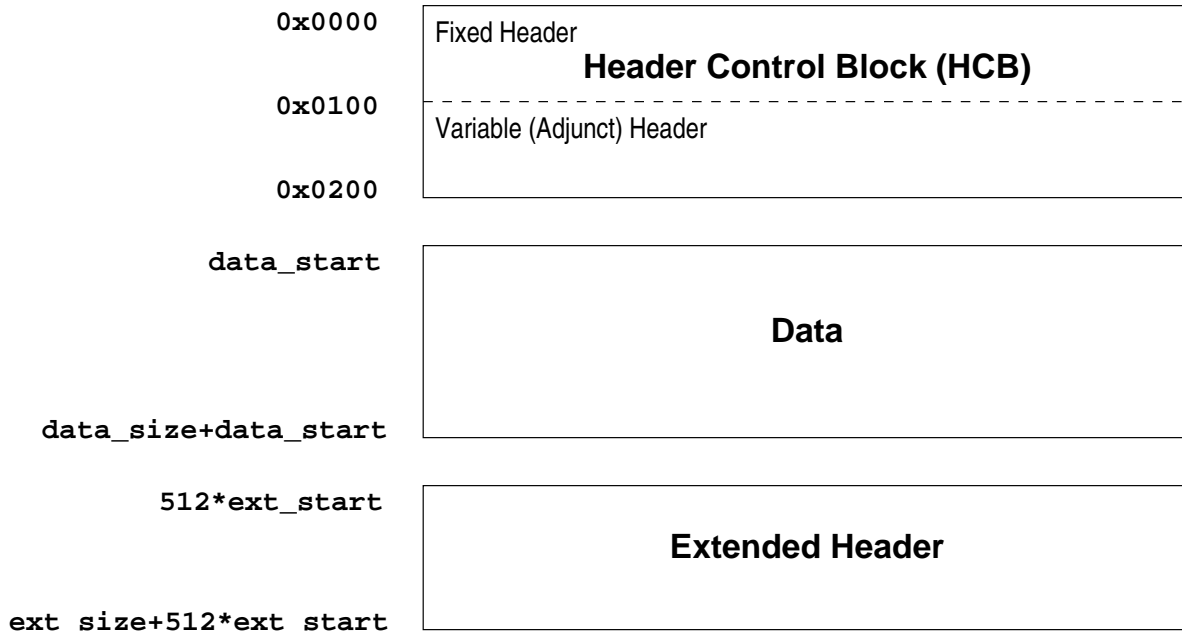 0x0000
Fixed Header
Header Control Block (HCB)
0x0100
Variable (Adjunct) Header
0x0200
data_start
Data
data_size+data_start
512*ext_start
Extended Header
ext size+512*ext start